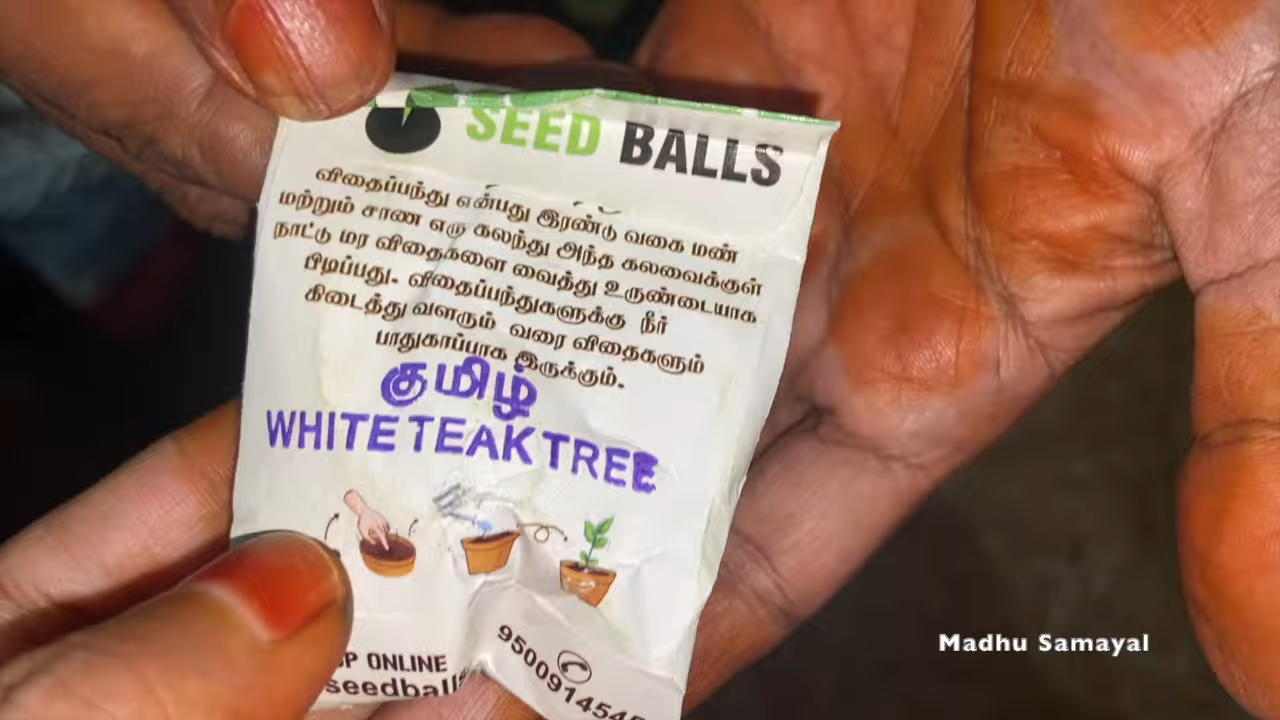 SEED BALLS
விதைப்பந்து என்பது இரண்டு வகை மண்
மற்றும் சாண எரு கலந்து அந்த கலவைக்குள்
நாட்டு மர விதைகளை வைத்து உருண்டையாக
பிடிப்பது. விதைப்பந்துகளுக்கு நீர்
கிடைத்து வளரும் வரை விதைகளும்
பாதுகாப்பாக இருக்கும்.
குமிழ்
WHITE TEAK TREE
ONLINE
95009
Madhu Samayal